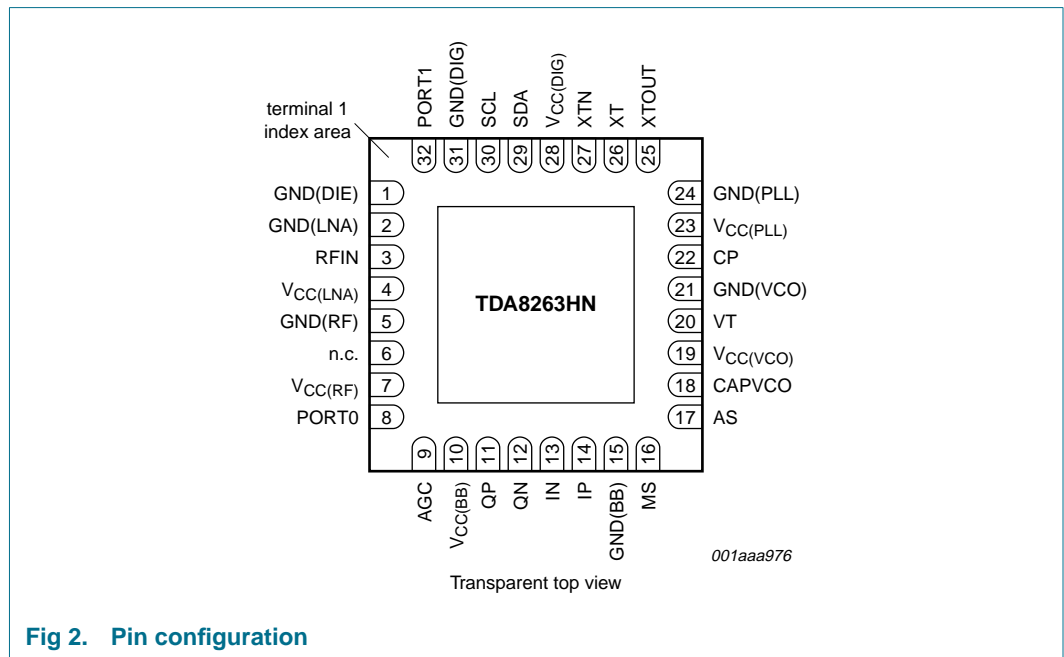 terminal 1
index area
PORT1
GND(DIG)
SCL
SDA
VCC(DIG)
XTN
XT
XTOUT
32
31
30
29
28
27
26
25
GND(DIE) 1
GND(LNA) 2
RFIN 3
VCC(LNA) 4
GND(RF) 5
n.c. 6
VCC(RF) 7
PORT0 8
TDA8263HN
24 GND(PLL)
23 VCC(PLL)
22 CP
21 GND(VCO)
20 VT
19 VCC(VCO)
18 CAPVCO
17 AS
9
10
11
12
13
14
15
16
AGC
VCC(BB)
QP
QN
IN
IP
GND(BB)
MS
001aaa976
Transparent top view
Fig 2. Pin configuration